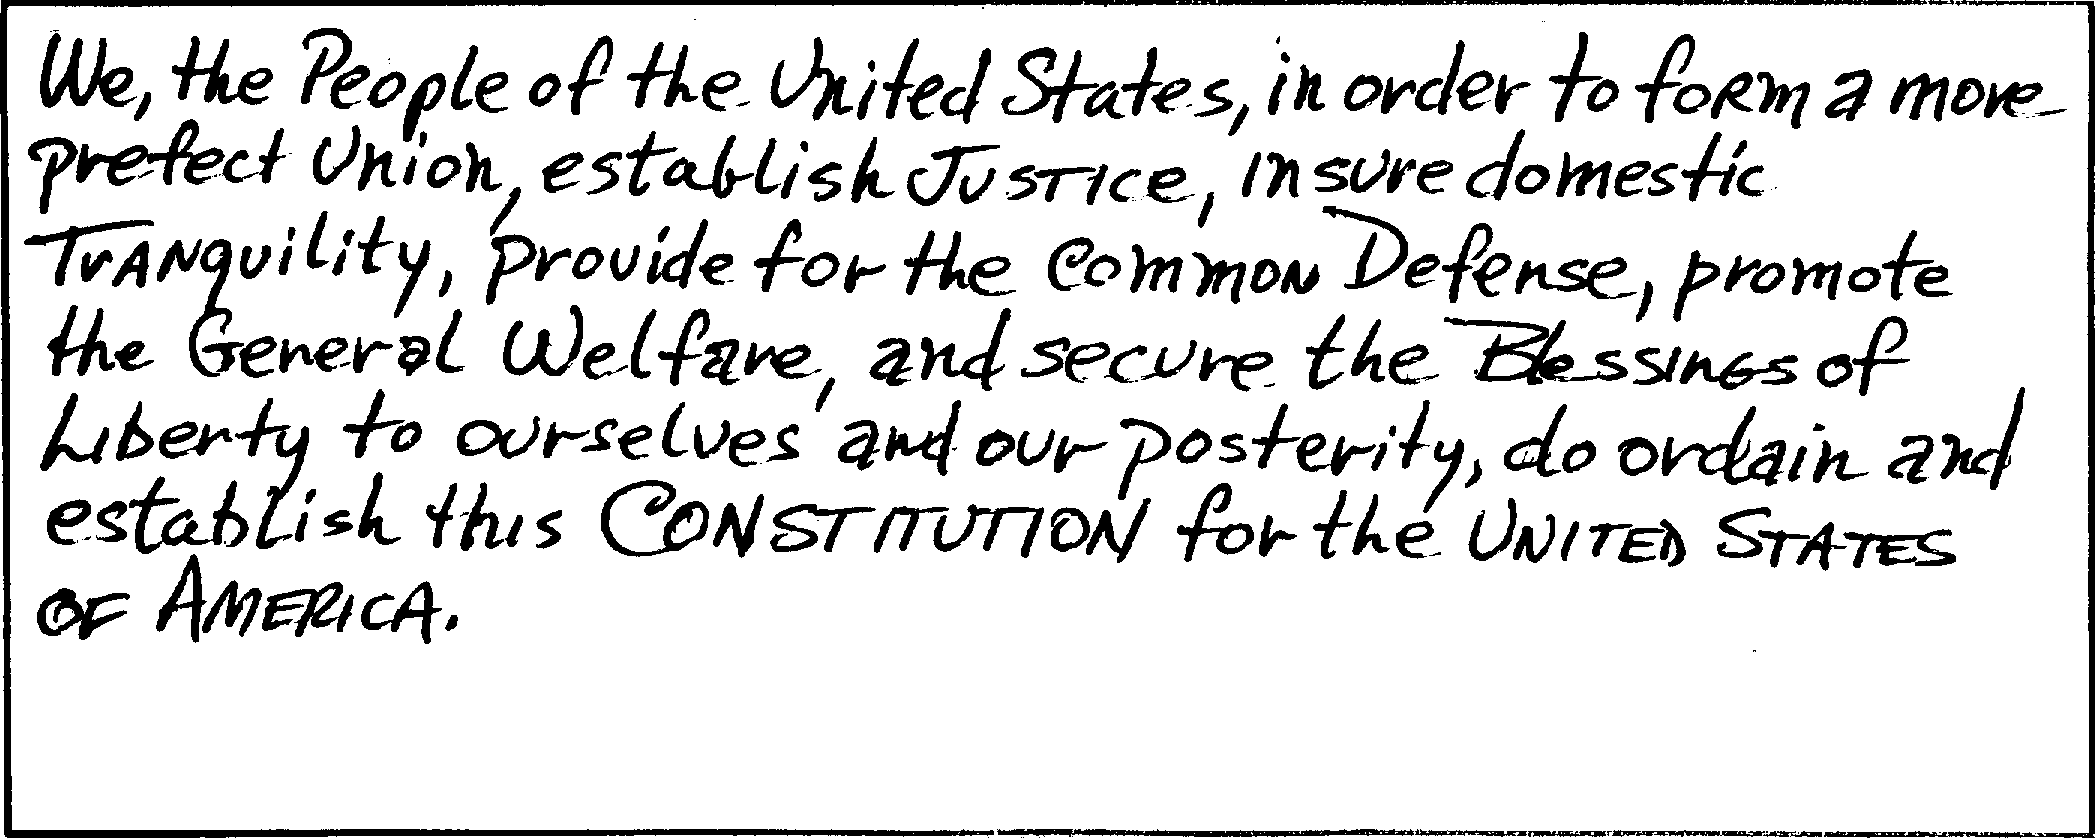 We, the People of the United States, in order to form a more
prefect Union, establish JUSTICE, insure domestic
TRANquility, provide for the COMMON Defense, promote
the General Welfare, and secure the Blessings of
Liberty to ourselves and our posterity, do ordain and
establish this CONSTITUTION for the UNITED STATES
OF AMERICA.